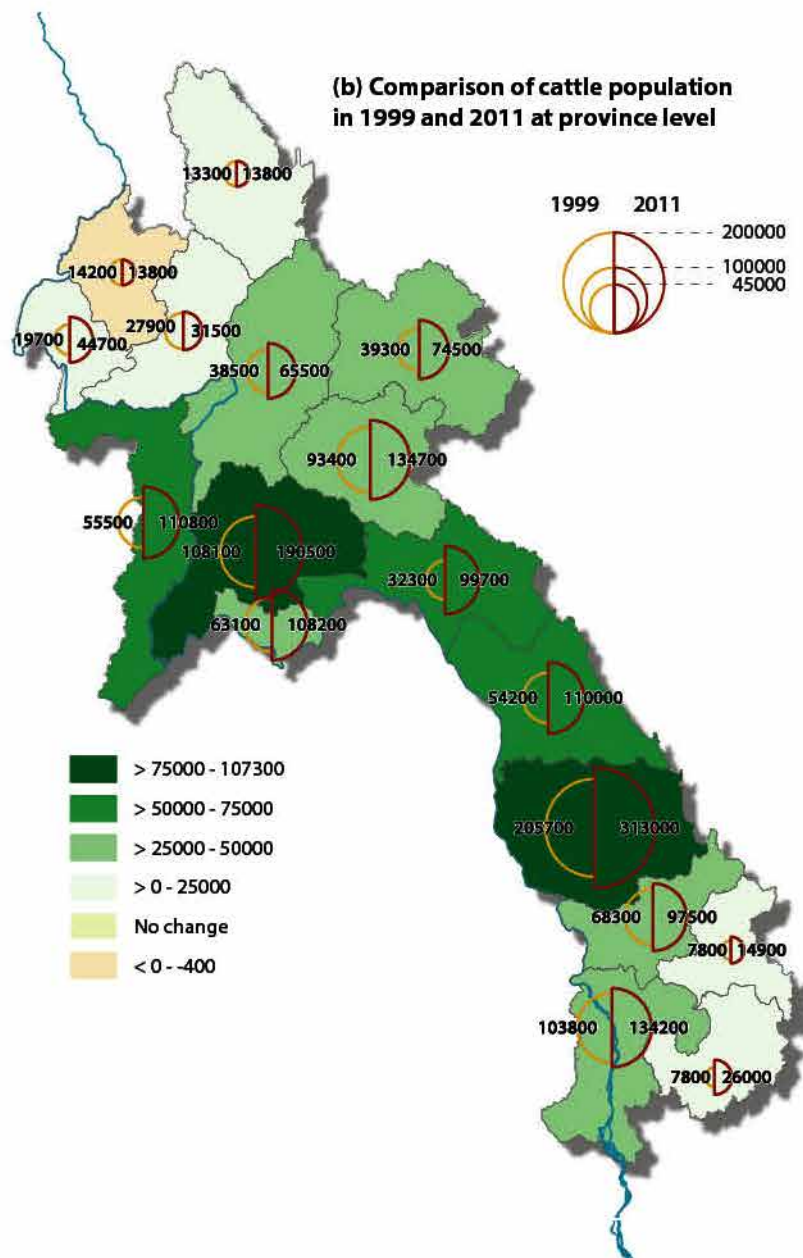 (b) Comparison of cattle population
in 1999 and 2011 at province level
1999 2011
200000
100000
45000
13300 13800
14200 13800
27900 31500
19700 44700
38500 65500
39300 74500
93400 134700
55500 110800
108100 190500
32300 99700
63100 108200
54200 110000
205700 313000
68300 97500
7800 14900
103800 134200
7800 26000
> 75000 - 107300
> 50000 - 75000
> 25000 - 50000
> 0 - 25000
No change
< 0 - -400